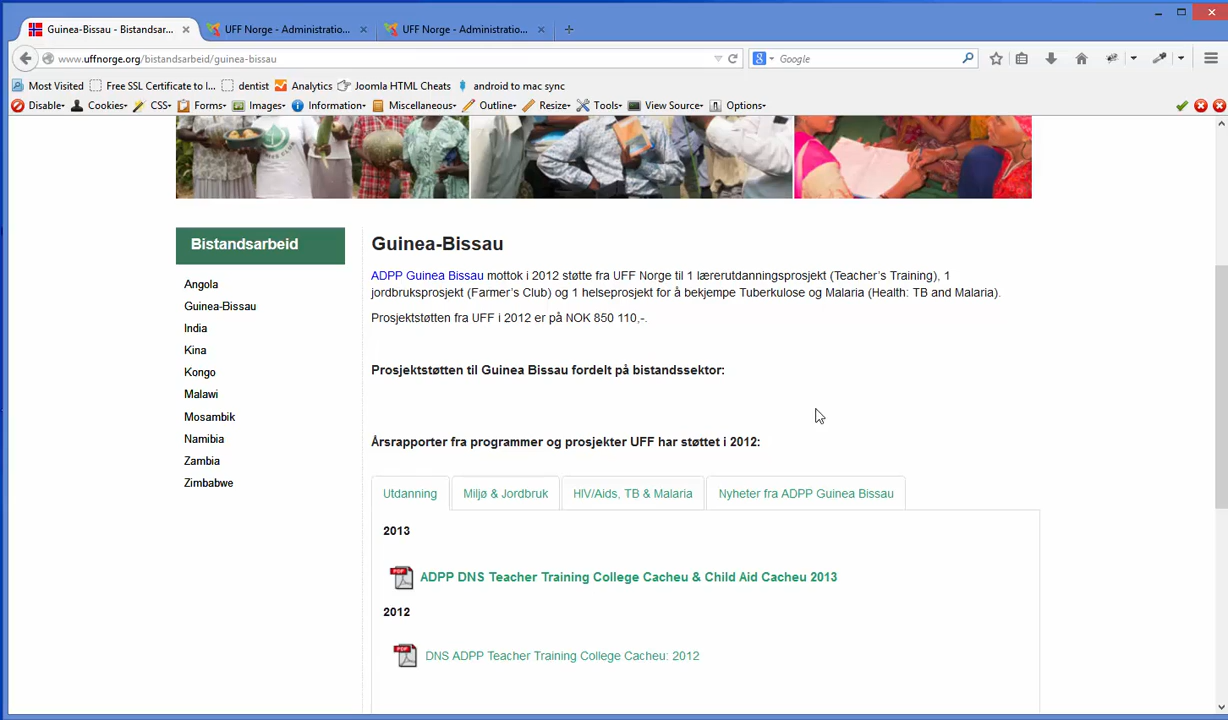 Guinea-Bissau - Bistandsar...
UFF Norge - Administratio...
UFF Norge - Administratio...
www.uffnorge.org/bistandsarbeid/guinea-bissau
Google
Most Visited
Free SSL Certificate to l...
dentist
Analytics
Joomla HTML Cheats
android to mac sync
Disable
Cookies
CSS
Forms
Images
Information
Miscellaneous
Outline
Resize
Tools
View Source
Options
Bistandsarbeid
Angola
Guinea-Bissau
India
Kina
Kongo
Malawi
Mosambik
Namibia
Zambia
Zimbabwe
Guinea-Bissau
ADPP Guinea Bissau mottok i 2012 støtte fra UFF Norge til 1 lærerutdanningsprosjekt (Teacher's Training), 1
jordbruksprosjekt (Farmer's Club) og 1 helseprosjekt for å bekjempe Tuberkulose og Malaria (Health: TB and Malaria).
Prosjektstøtten fra UFF i 2012 er på NOK 850 110,-.
Prosjektstøtten til Guinea Bissau fordelt på bistandssektor:
Årsrapporter fra programmer og prosjekter UFF har støttet i 2012:
Utdanning
Miljø & Jordbruk
HIV/Aids, TB & Malaria
Nyheter fra ADPP Guinea Bissau
2013
PDF
ADPP DNS Teacher Training College Cacheu & Child Aid Cacheu 2013
2012
PDF
DNS ADPP Teacher Training College Cacheu: 2012